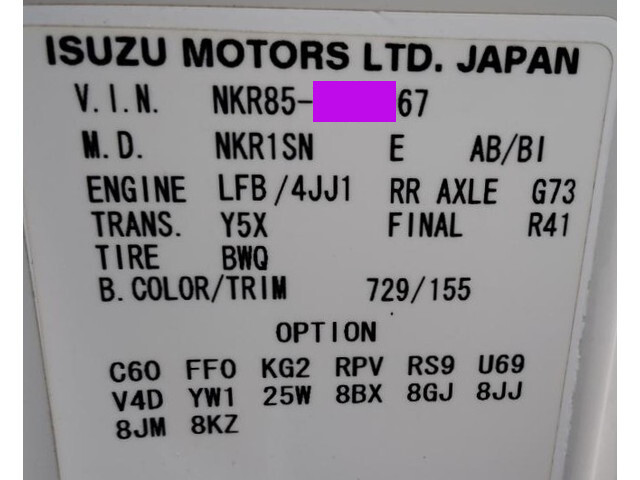 ISUZU MOTORS LTD. JAPAN
V.I.N. NKR85- 67
M.D. NKR1SN E AB/BI
ENGINE LFB/4JJ1 RR AXLE G73
TRANS. Y5X FINAL R41
TIRE BWQ
B.COLOR/TRIM 729/155
OPTION
C60 FF0 KG2 RPV RS9 U69
V4D YW1 25W 8BX 8GJ 8JJ
8JM 8KZ